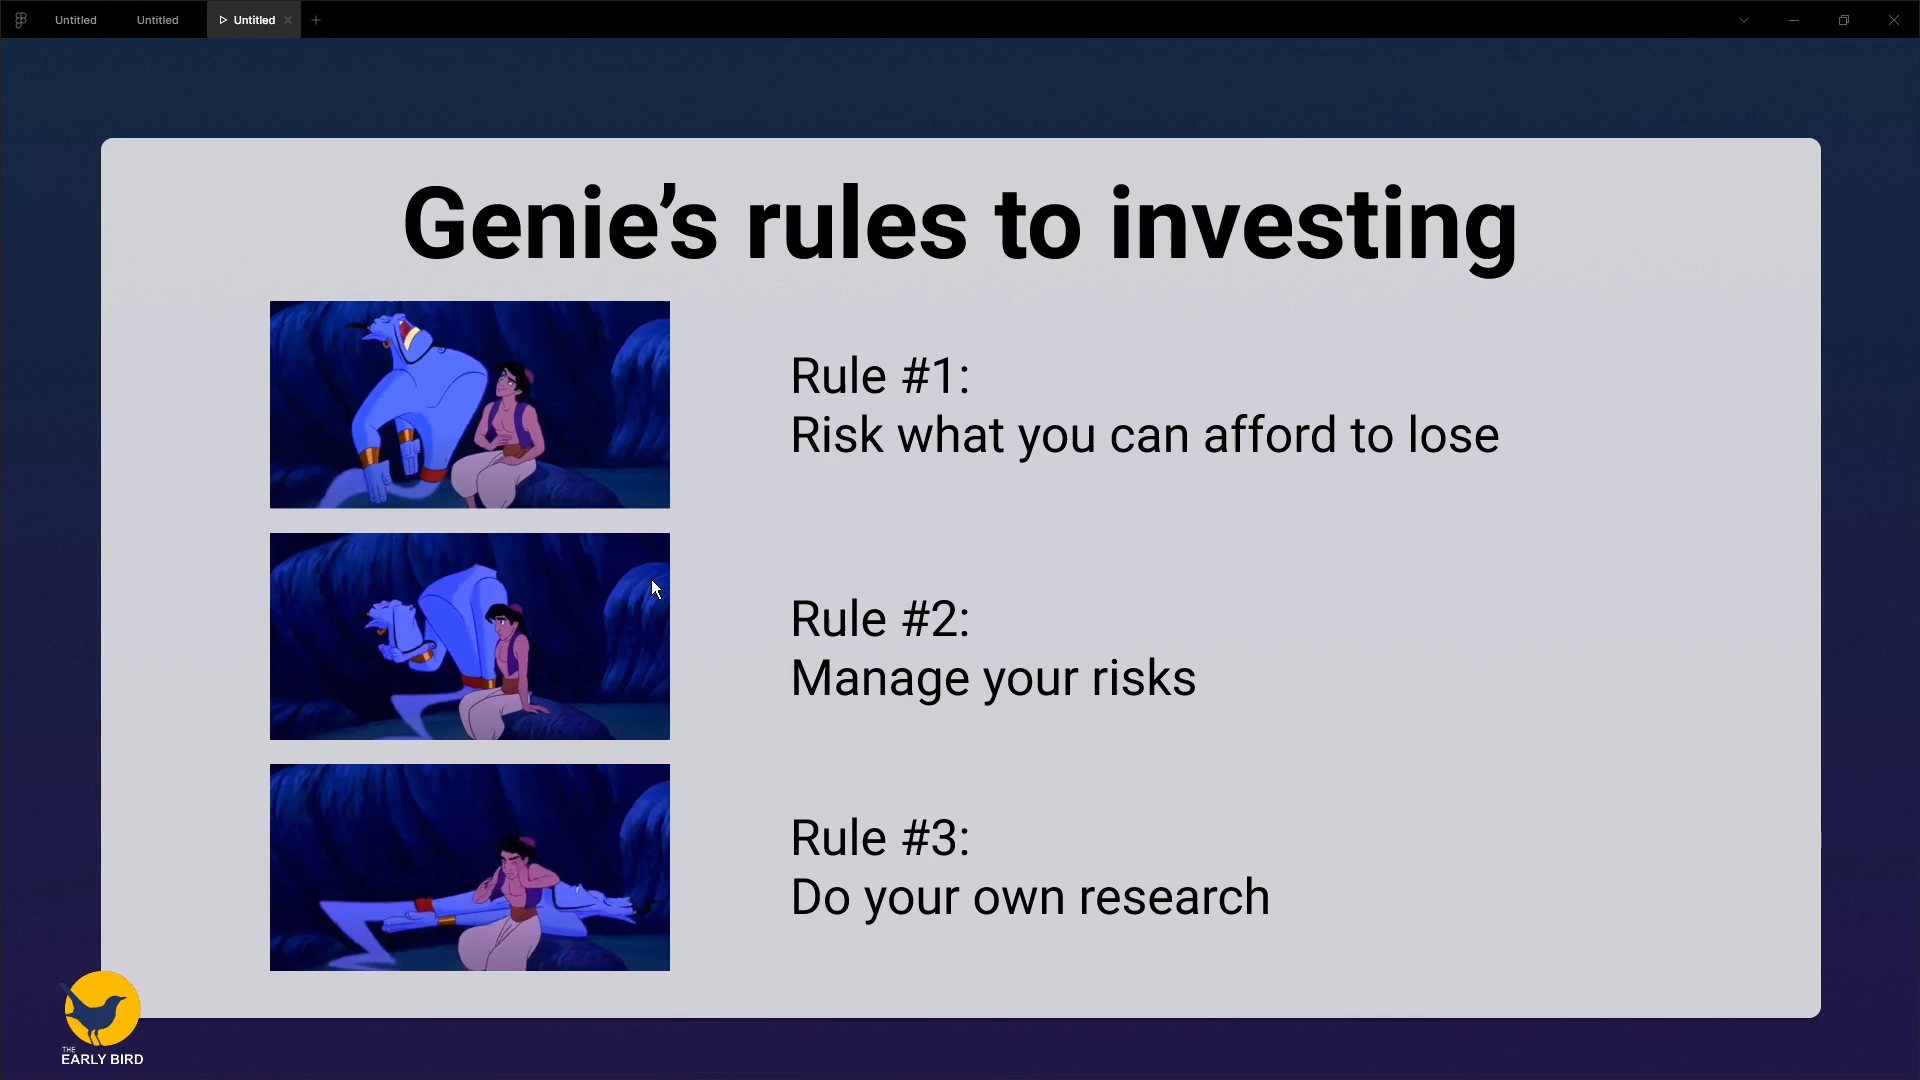 Untitled
Untitled
Untitled
Genie’s rules to investing
Rule #1:
Risk what you can afford to lose
Rule #2:
Manage your risks
Rule #3:
Do your own research
THE
EARLY BIRD